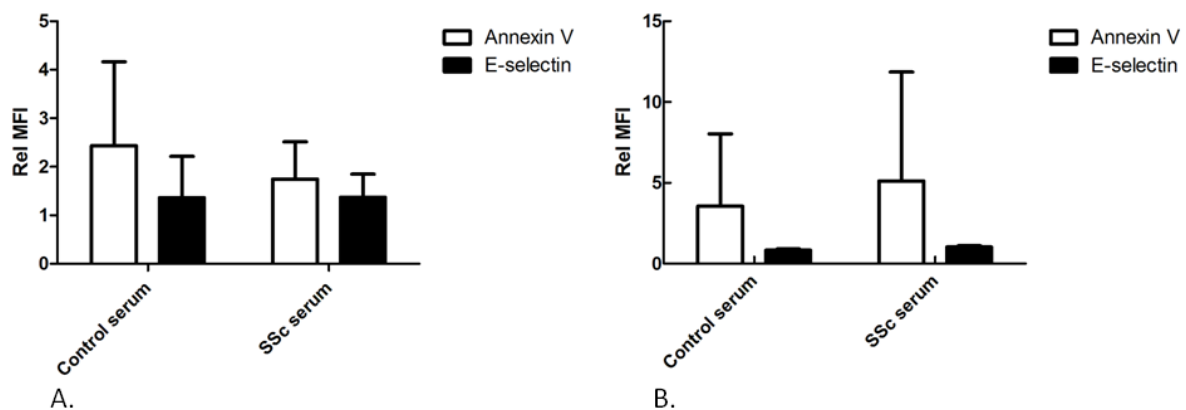 5
4
3
2
1
0
Rel MFI
Annexin V
E-selectin
Control serum
SSc serum
A.
15
10
5
0
Rel MFI
Annexin V
E-selectin
Control serum
SSc serum
B.